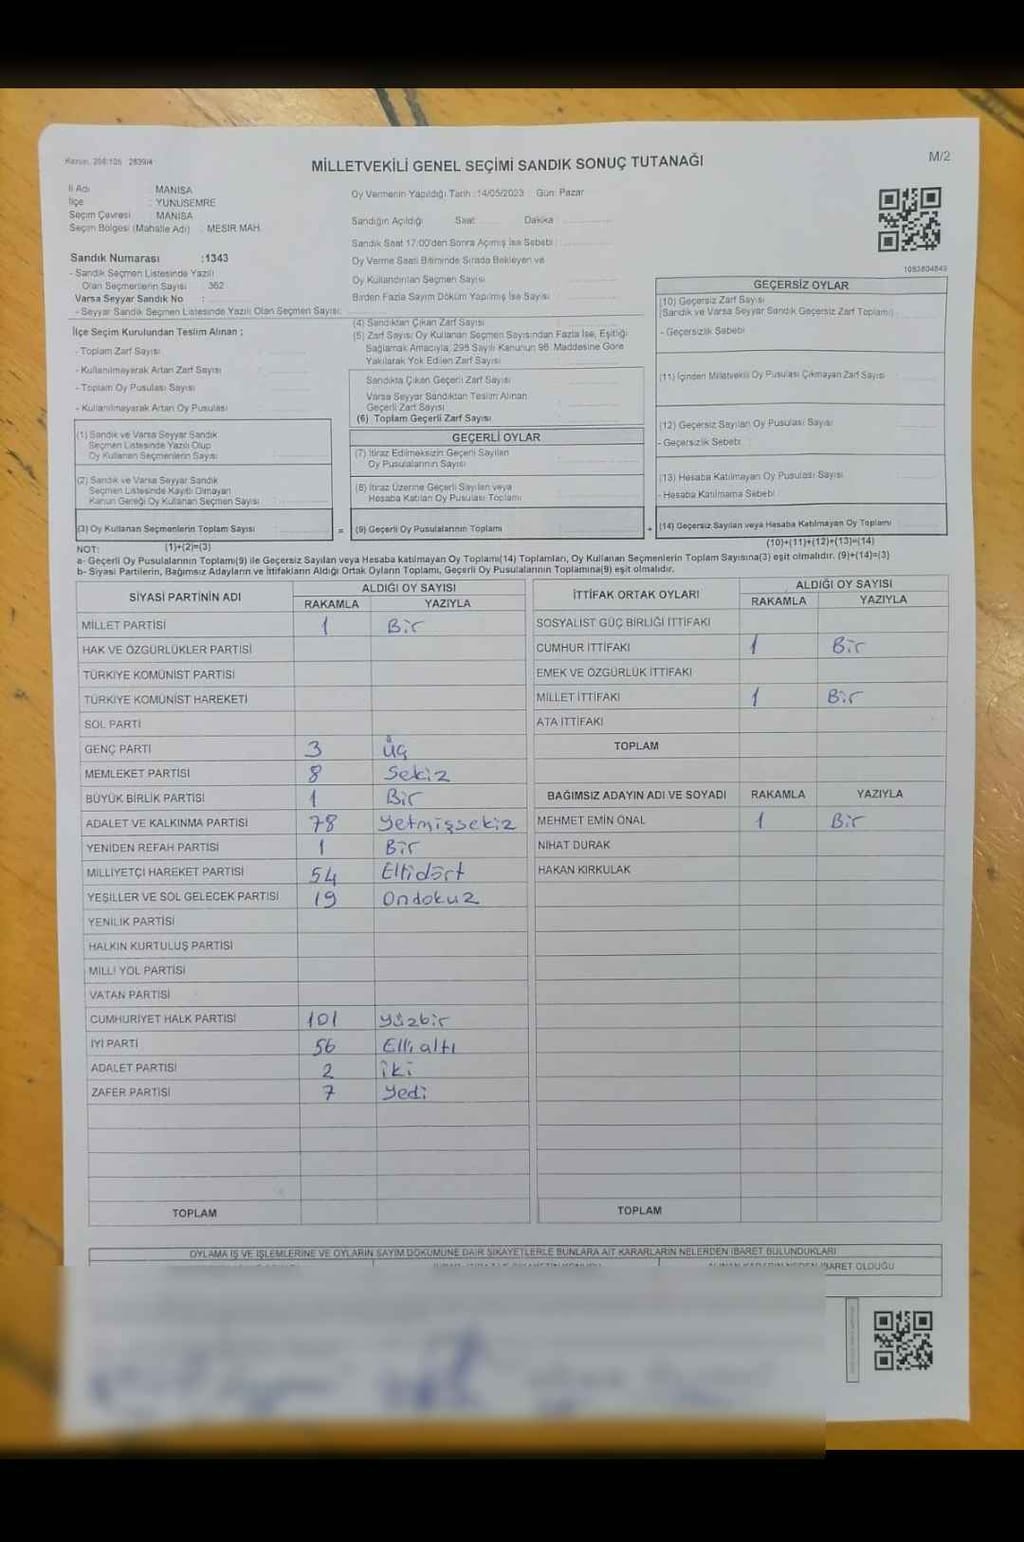 MİLLETVEKİLİ GENEL SEÇİMİ SANDIK SONUÇ TUTANAĞI
M/2
İl Adı MANİSA
İlçe : YUNUSEMRE
Seçim Çevresi MANİSA
Seçim Bölgesi (Mahalle Adı) : MESİR MAH.
Oy Vermenin Yapıldığı Tarih :14/05/2023 Gün: Pazar
Sandığın Açıldığı Saat Dakika
Sandık Saat 17:00'den Sonra Açılmış İse Sebebi :
Oy Verme Saati Bitiminde Sırada Bekleyen ve
Oy Kullandırılan Seçmen Sayısı
Birden Fazla Sayım Döküm Yapılmış İse Sayısı
Sandık Numarası :1343
- Sandık Seçmen Listesinde Yazılı
Olan Seçmenlerin Sayısı 362
Varsa Seyyar Sandık No :
- Seyyar Sandık Seçmen Listesinde Yazılı Olan Seçmen Sayısı:
İlçe Seçim Kurulundan Teslim Alınan ;
- Toplam Zarf Sayısı
- Kullanılmayarak Artan Zarf Sayısı
- Toplam Oy Pusulası Sayısı
- Kullanılmayarak Artan Oy Pusulası
(1) Sandık ve Varsa Seyyar Sandık
Seçmen Listesinde Yazılı Olup
Oy Kullanan Seçmenlerin Sayısı
(2) Sandık ve Varsa Seyyar Sandık
Seçmen Listesinde Kayıtlı Olmayan
Kanun Gereği Oy Kullanan Seçmen Sayısı
(3) Oy Kullanan Seçmenlerin Toplam Sayısı
(1)+(2)=(3)
(4) Sandıktan Çıkan Zarf Sayısı
(5) Zarf Sayısı Oy Kullanan Seçmen Sayısından Fazla İse, Eşitliği
Sağlamak Amacıyla, 298 Sayılı Kanunun 98. Maddesine Göre
Yakılarak Yok Edilen Zarf Sayısı
Sandıkta Çıkan Geçerli Zarf Sayısı
Varsa Seyyar Sandıktan Teslim Alınan
Geçerli Zarf Sayısı
(6) Toplam Geçerli Zarf Sayısı
GEÇERLİ OYLAR
(7) İtiraz Edilmeksizin Geçerli Sayılan
Oy Pusulalarının Sayısı
(8) İtiraz Üzerine Geçerli Sayılan veya
Hesaba Katılan Oy Pusulası Toplamı
= (9) Geçerli Oy Pusulalarının Toplamı
1083804849
GEÇERSİZ OYLAR
(10) Geçersiz Zarf Sayısı
(Sandık ve Varsa Seyyar Sandık Geçersiz Zarf Toplamı)
- Geçersizlik Sebebi
(11) İçinden Milletvekili Oy Pusulası Çıkmayan Zarf Sayısı
(12) Geçersiz Sayılan Oy Pusulası Sayısı
- Geçersizlik Sebebi
(13) Hesaba Katılmayan Oy Pusulası Sayısı
- Hesaba Katılmama Sebebi
+ (14) Geçersiz Sayılan veya Hesaba Katılmayan Oy Toplamı
(10)+(11)+(12)+(13)=(14)
NOT:
a- Geçerli Oy Pusulalarının Toplamı(9) ile Geçersiz Sayılan veya Hesaba katılmayan Oy Toplamı(14) Toplamları, Oy Kullanan Seçmenlerin Toplam Sayısına(3) eşit olmalıdır. (9)+(14)=(3)
b- Siyasi Partilerin, Bağımsız Adayların ve İttifakların Aldığı Ortak Oyların Toplamı, Geçerli Oy Pusulalarının Toplamına(9) eşit olmalıdır.
SİYASİ PARTİNİN ADI ALDIĞI OY SAYISI
RAKAMLA YAZIYLA
MİLLET PARTİSİ 1 Bir
HAK VE ÖZGÜRLÜKLER PARTİSİ
TÜRKİYE KOMÜNİST PARTİSİ
TÜRKİYE KOMÜNİST HAREKETİ
SOL PARTİ
GENÇ PARTİ 3 üç
MEMLEKET PARTİSİ 8 Sekiz
BÜYÜK BİRLİK PARTİSİ 1 Bir
ADALET VE KALKINMA PARTİSİ 78 Yetmişsekiz
YENİDEN REFAH PARTİSİ 1 Bir
MİLLİYETÇİ HAREKET PARTİSİ 54 Ellidört
YEŞİLLER VE SOL GELECEK PARTİSİ 19 Ondokuz
YENİLİK PARTİSİ
HALKIN KURTULUŞ PARTİSİ
MİLLİ YOL PARTİSİ
VATAN PARTİSİ
CUMHURİYET HALK PARTİSİ 101 Yüzbir
İYİ PARTİ 56 Elli altı
ADALET PARTİSİ 2 iki
ZAFER PARTİSİ 7 Yedi
TOPLAM
İTTİFAK ORTAK OYLARI ALDIĞI OY SAYISI
RAKAMLA YAZIYLA
SOSYALİST GÜÇ BİRLİĞİ İTTİFAKI
CUMHUR İTTİFAKI 1 Bir
EMEK VE ÖZGÜRLÜK İTTİFAKI
MİLLET İTTİFAKI 1 Bir
ATA İTTİFAKI
TOPLAM
BAĞIMSIZ ADAYIN ADI VE SOYADI RAKAMLA YAZIYLA
MEHMET EMİN ÖNAL 1 Bir
NİHAT DURAK
HAKAN KIRKULAK
TOPLAM
OYLAMA İŞ VE İŞLEMLERİNE VE OYLARIN SAYIM DÖKÜMÜNE DAİR ŞİKAYETLERLE BUNLARA AİT KARARLARIN NELERDEN İBARET BULUNDUKLARI
İBARET OLDUĞU